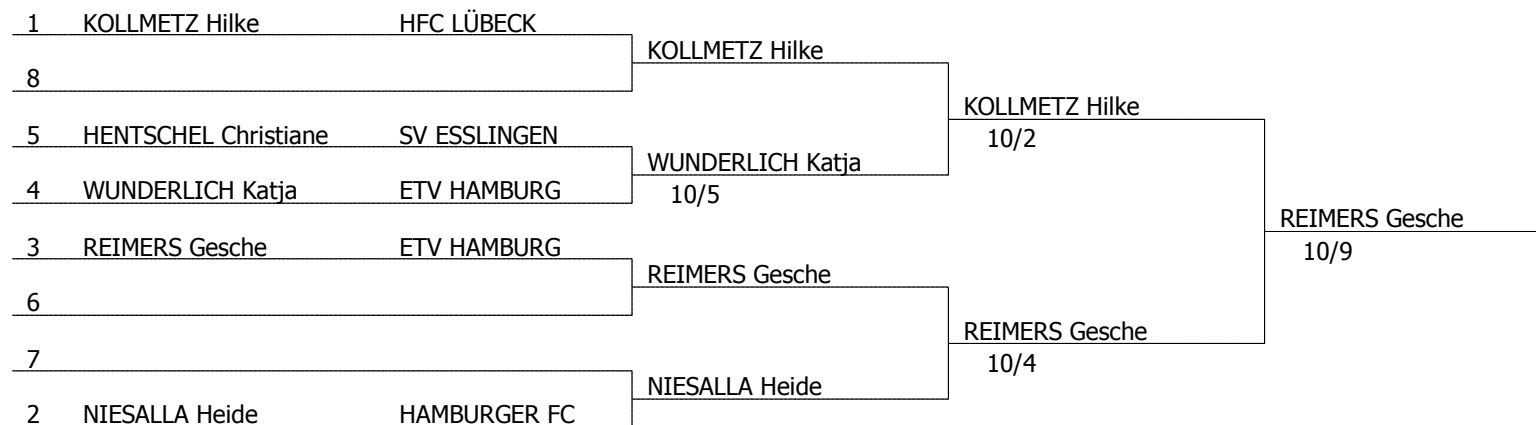 1 KOLLMETZ Hilke HFC LÜBECK
KOLLMETZ Hilke
8
KOLLMETZ Hilke
10/2
5 HENTSCHEL Christiane SV ESSLINGEN
WUNDERLICH Katja
10/5
4 WUNDERLICH Katja ETV HAMBURG
REIMERS Gesche
10/9
3 REIMERS Gesche ETV HAMBURG
REIMERS Gesche
6
REIMERS Gesche
10/4
7
NIESALLA Heide
2 NIESALLA Heide HAMBURGER FC